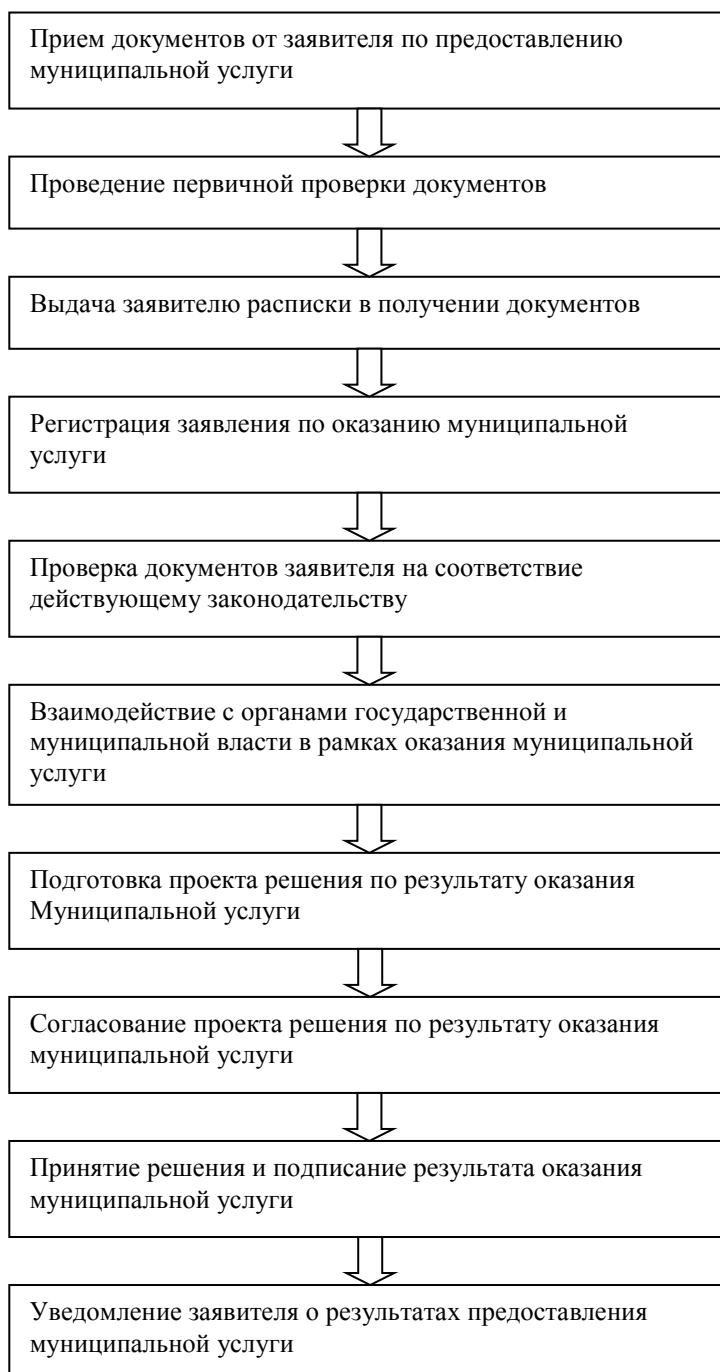 Прием документов от заявителя по предоставлению
муниципальной услуги
Проведение первичной проверки документов
Выдача заявителю расписки в получении документов
Регистрация заявления по оказанию муниципальной
услуги
Проверка документов заявителя на соответствие
действующему законодательству
Взаимодействие с органами государственной и
муниципальной власти в рамках оказания муниципальной
услуги
Подготовка проекта решения по результату оказания
Муниципальной услуги
Согласование проекта решения по результату оказания
муниципальной услуги
Принятие решения и подписание результата оказания
муниципальной услуги
Уведомление заявителя о результатах предоставления
муниципальной услуги